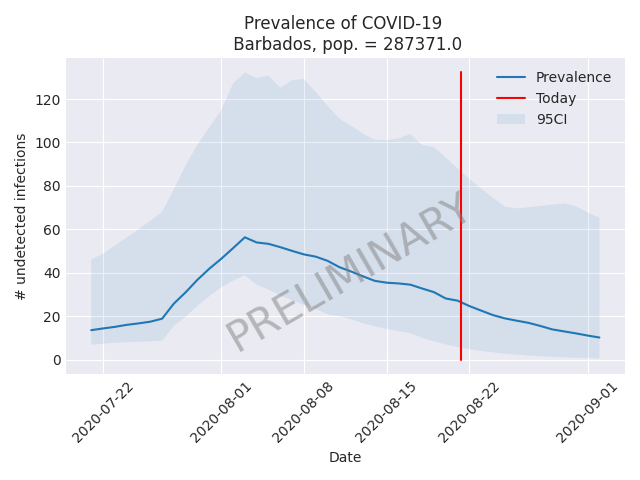 Prevalence of COVID-19
Barbados, pop. = 287371.0
Prevalence
Today
95CI
120
100
80
60
40
20
0
# undetected infections
PRELIMINARY
2020-07-22
2020-08-01
2020-08-08
2020-08-15
2020-08-22
2020-09-01
Date